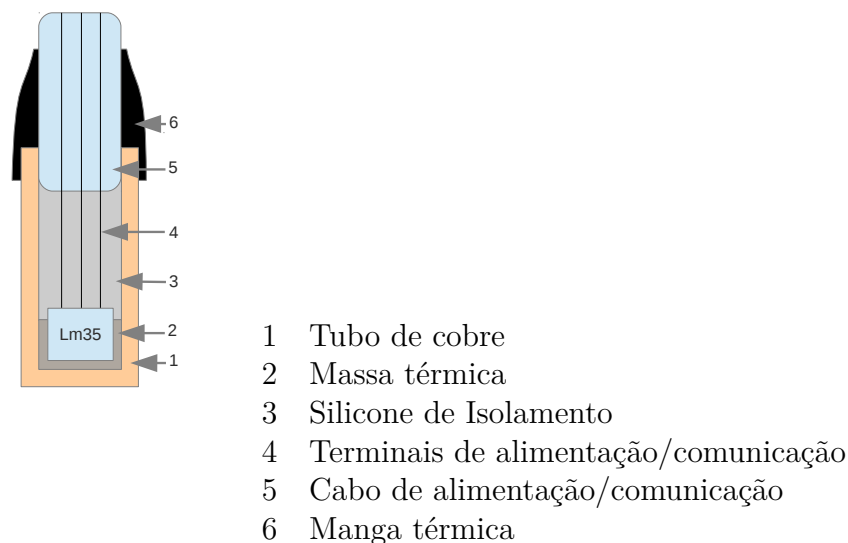 6
5
4
3
Lm35
2
1
1 Tubo de cobre
2 Massa térmica
3 Silicone de Isolamento
4 Terminais de alimentação/comunicação
5 Cabo de alimentação/comunicação
6 Manga térmica